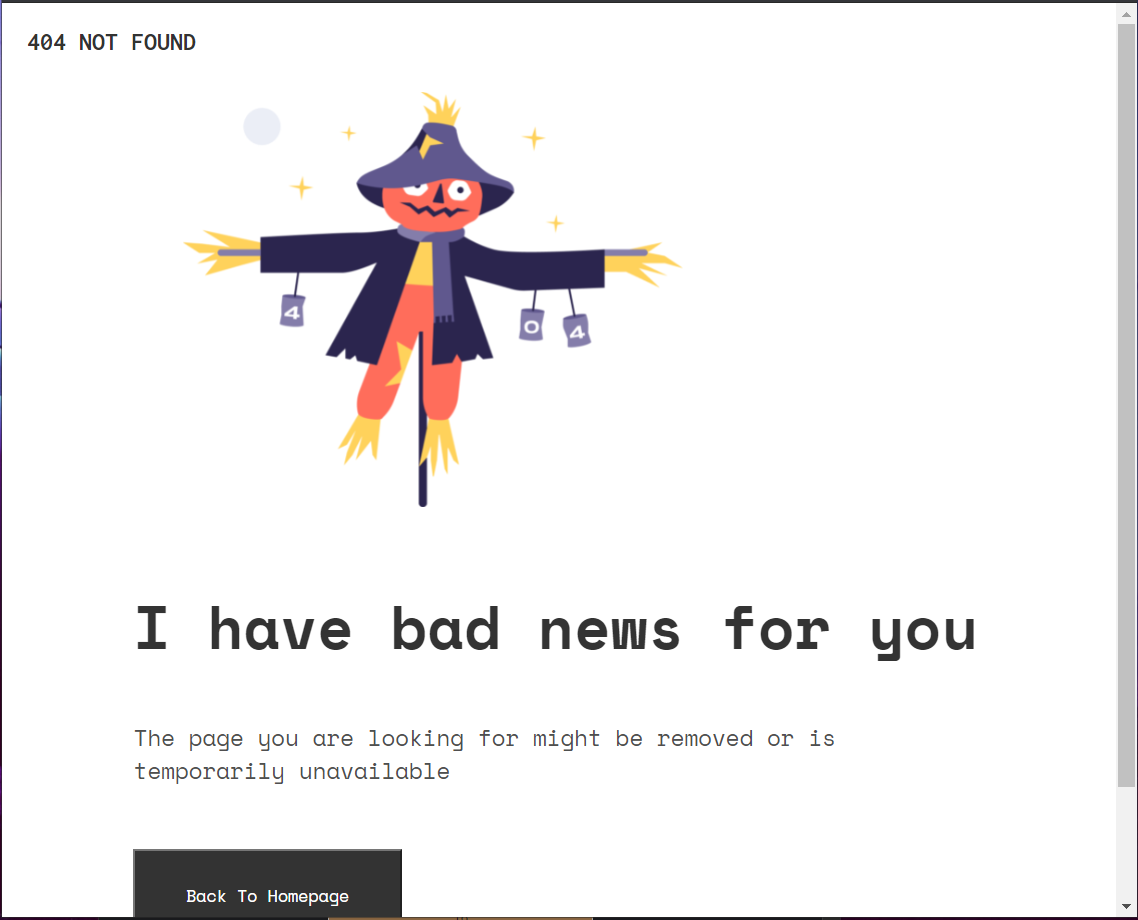 404 NOT FOUND
4
0
4
I have bad news for you
The page you are looking for might be removed or is
temporarily unavailable
Back To Homepage